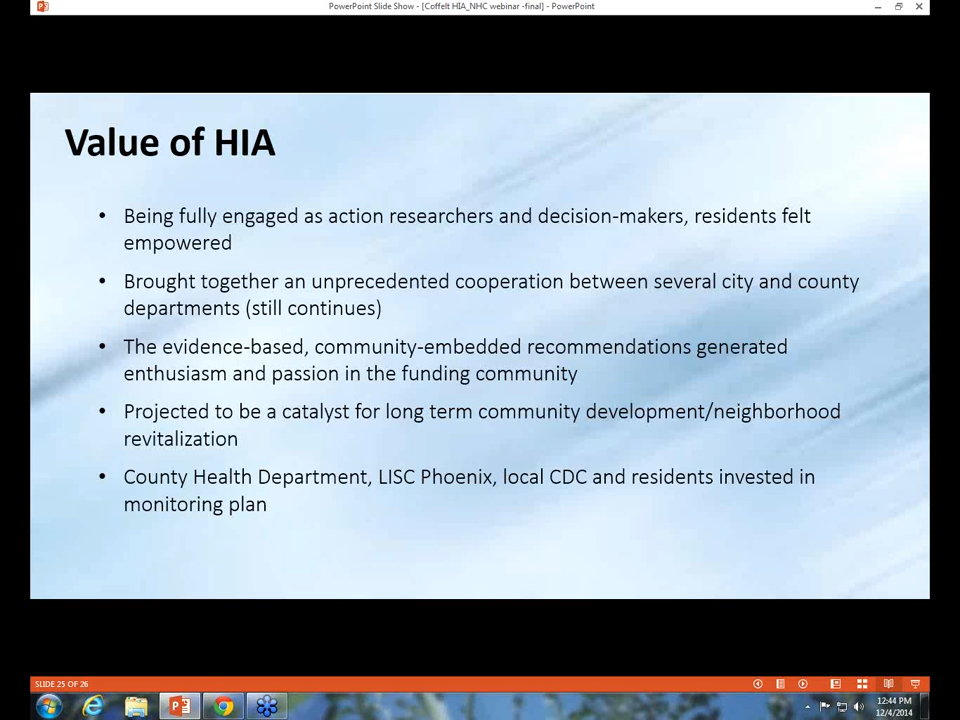 PowerPoint Slide Show - [Coffelt HIA_NHC webinar -final] - PowerPoint
Value of HIA
• Being fully engaged as action researchers and decision-makers, residents felt
empowered
• Brought together an unprecedented cooperation between several city and county
departments (still continues)
• The evidence-based, community-embedded recommendations generated
enthusiasm and passion in the funding community
• Projected to be a catalyst for long term community development/neighborhood
revitalization
• County Health Department, LISC Phoenix, local CDC and residents invested in
monitoring plan
SLIDE 25 OF 26
12:44 PM
12/4/2014